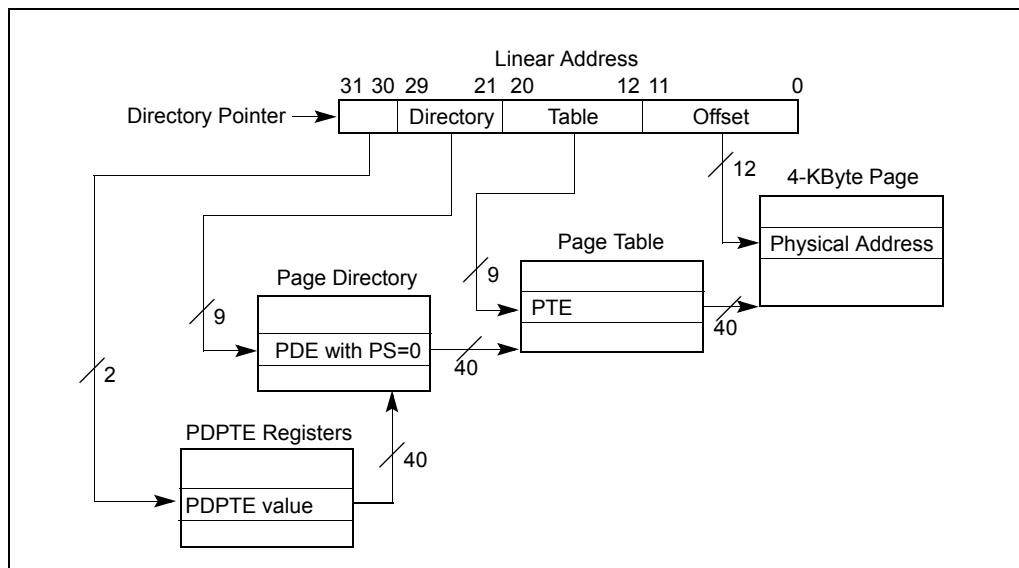 Linear Address
31 30 29 21 20 12 11 0
Directory Pointer
Directory Table Offset
12
4-KByte Page
Physical Address
Page Table
9
PTE
40
Page Directory
9
PDE with PS=0
40
2
PDPTE Registers
40
PDPTE value